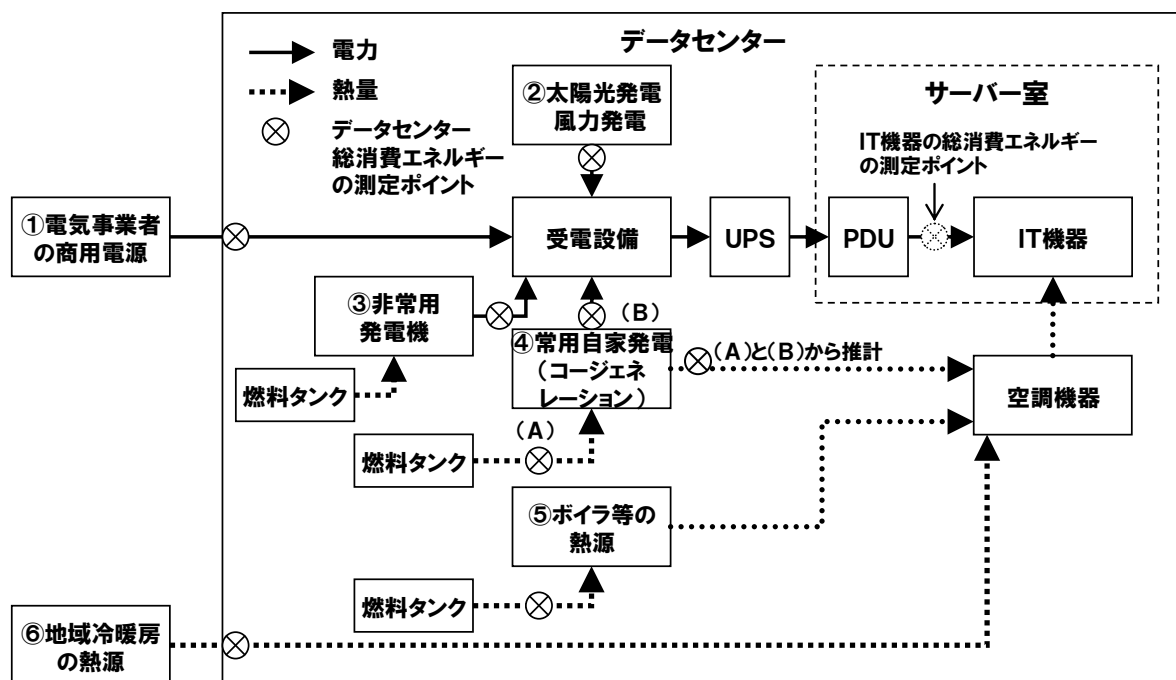 データセンター
電力
熱量
データセンター
総消費エネルギー
の測定ポイント
②太陽光発電
風力発電
サーバー室
IT機器の総消費エネルギー
の測定ポイント
①電気事業者
の商用電源
受電設備
UPS
PDU
IT機器
③非常用
発電機
(B)
④常用自家発電
(コージェネ
レーション)
(A)と(B)から推計
燃料タンク
空調機器
(A)
燃料タンク
⑤ボイラ等の
熱源
燃料タンク
⑥地域冷暖房
の熱源